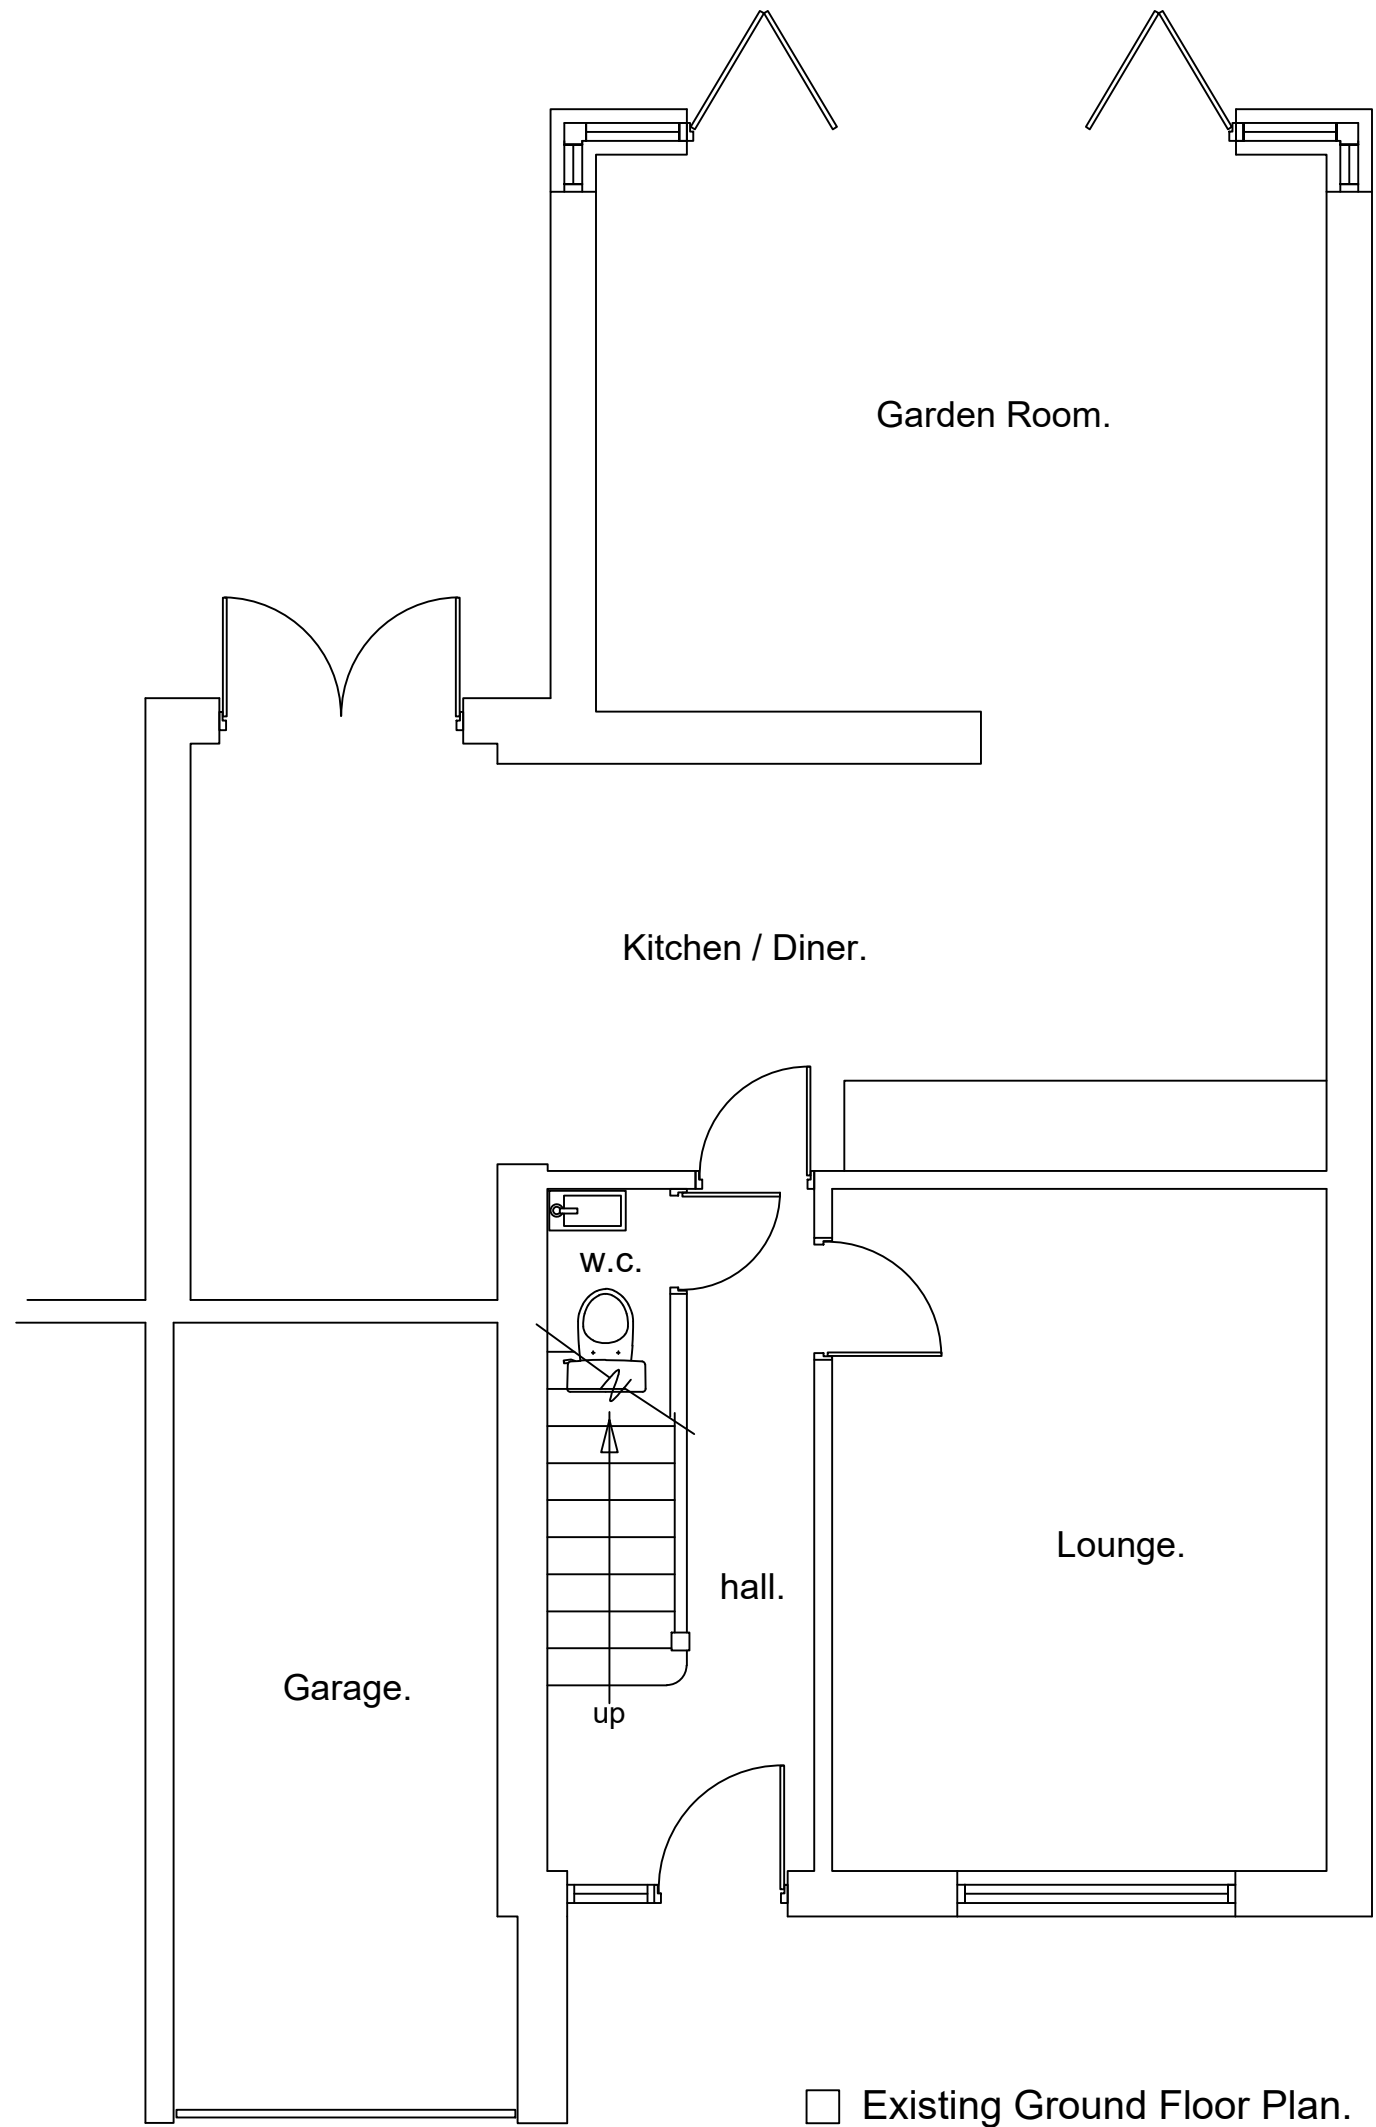 Garden Room.
Kitchen / Diner.
w.c.
Lounge.
hall.
Garage.
up
Existing Ground Floor Plan.